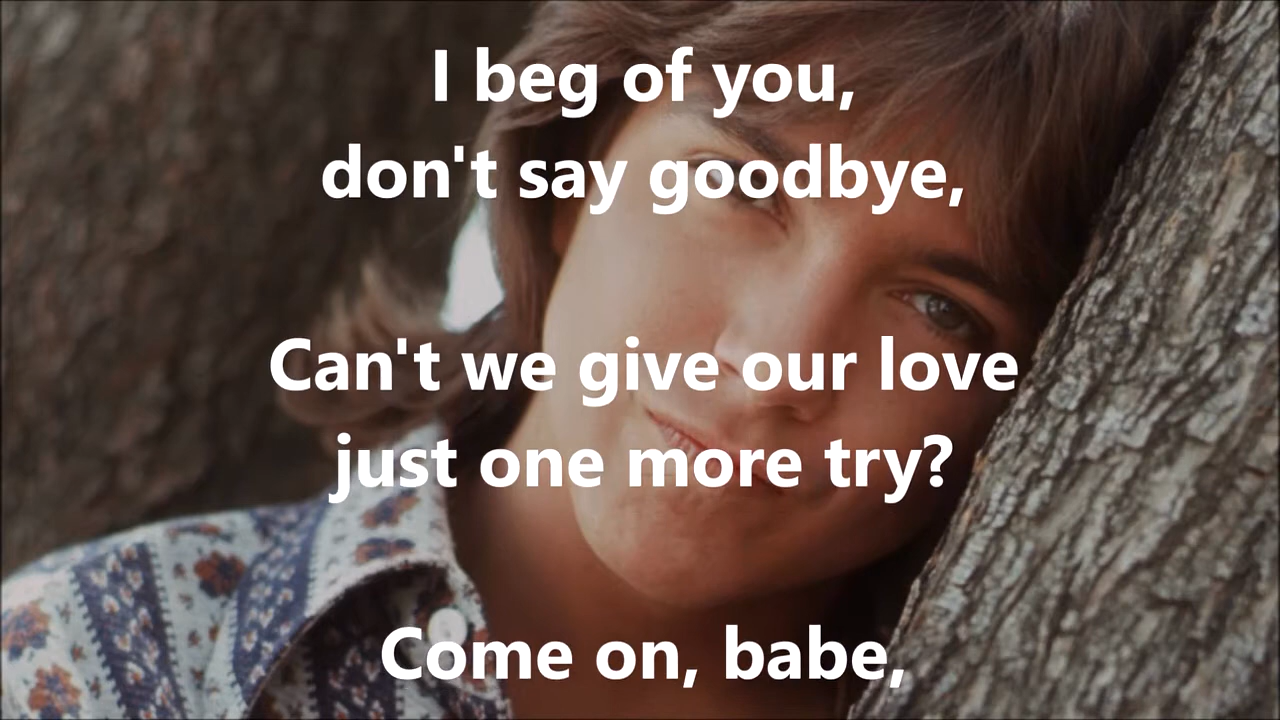 I beg of you,
don't say goodbye,
Can't we give our love
just one more try?
Come on, babe,